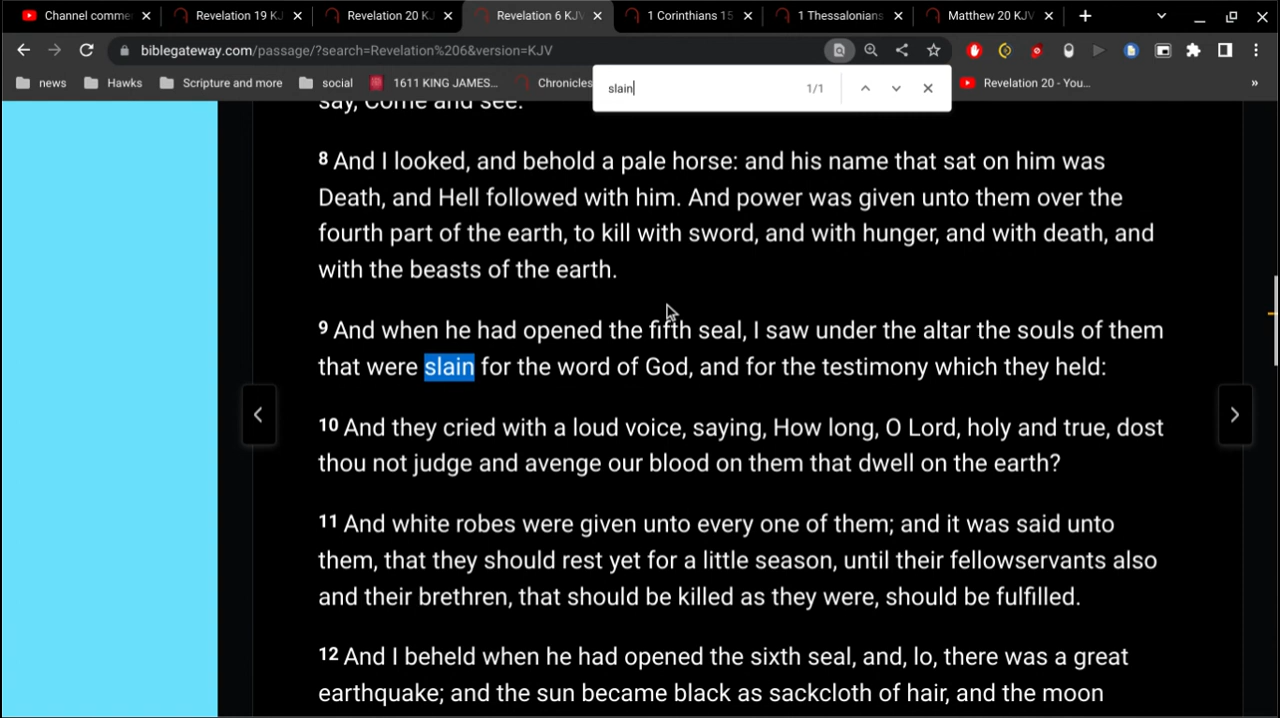 Channel comme
Revelation 19 KJ
Revelation 20 K
Revelation 6 KJV
1 Corinthians 15
1 Thessalonians
Matthew 20 KJV
biblegateway.com/passage/?search=Revelation%206&version=KJV
news
Hawks
Scripture and more
social
1611 KING JAMES...
Chronicles
slain
1/1
Revelation 20 - You...
say, Come and see.
8 And I looked, and behold a pale horse: and his name that sat on him was
Death, and Hell followed with him. And power was given unto them over the
fourth part of the earth, to kill with sword, and with hunger, and with death, and
with the beasts of the earth.
9 And when he had opened the fifth seal, I saw under the altar the souls of them
that were slain for the word of God, and for the testimony which they held:
10 And they cried with a loud voice, saying, How long, O Lord, holy and true, dost
thou not judge and avenge our blood on them that dwell on the earth?
11 And white robes were given unto every one of them; and it was said unto
them, that they should rest yet for a little season, until their fellowservants also
and their brethren, that should be killed as they were, should be fulfilled.
12 And I beheld when he had opened the sixth seal, and, lo, there was a great
earthquake; and the sun became black as sackcloth of hair, and the moon